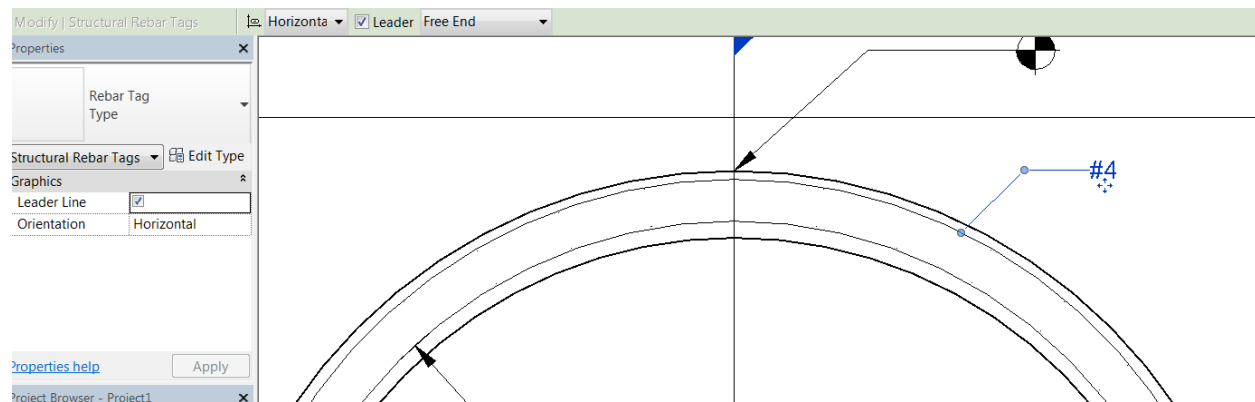 Modify | Structural Rebar Tags Horizonta Leader Free End
Properties
Rebar Tag
Type
Structural Rebar Tags Edit Type
Graphics
Leader Line
Orientation Horizontal
Properties help Apply
Project Browser - Project1
#4